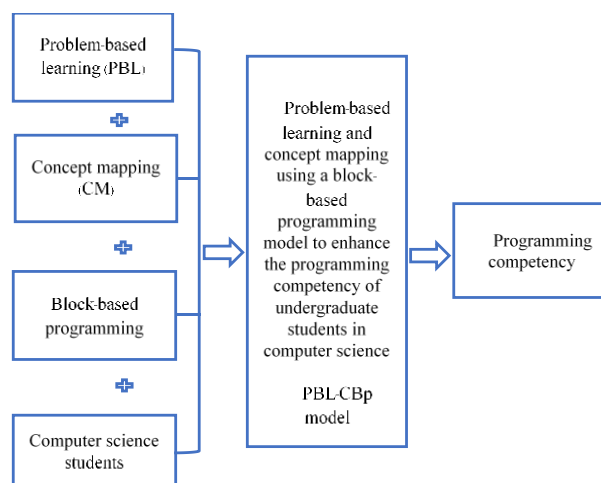 Problem-based
learning (PBL)
Concept mapping
(CM)
Block-based
programming
Computer science
students
Problem-based
learning and
concept mapping
using a block-
based
programming
model to enhance
the programming
competency of
undergraduate
students in
computer science
PBL-CBp
model
Programming
competency